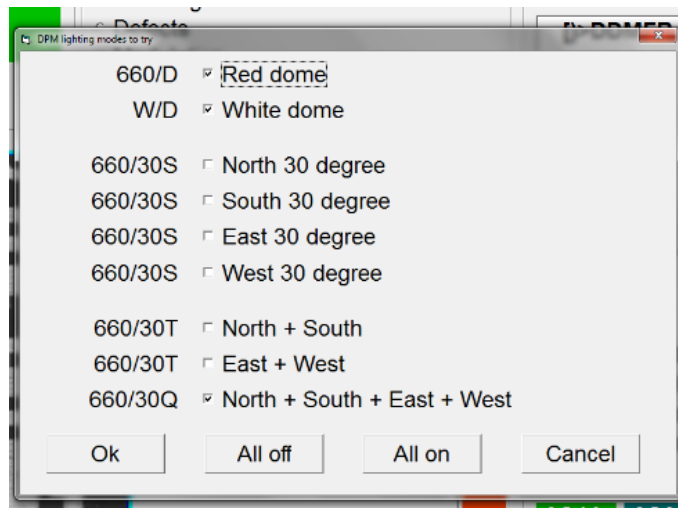 Defects
DPM lighting modes to try
660/D Red dome
W/D White dome
660/30S North 30 degree
660/30S South 30 degree
660/30S East 30 degree
660/30S West 30 degree
660/30T North + South
660/30T East + West
660/30Q North + South + East + West
Ok All off All on Cancel